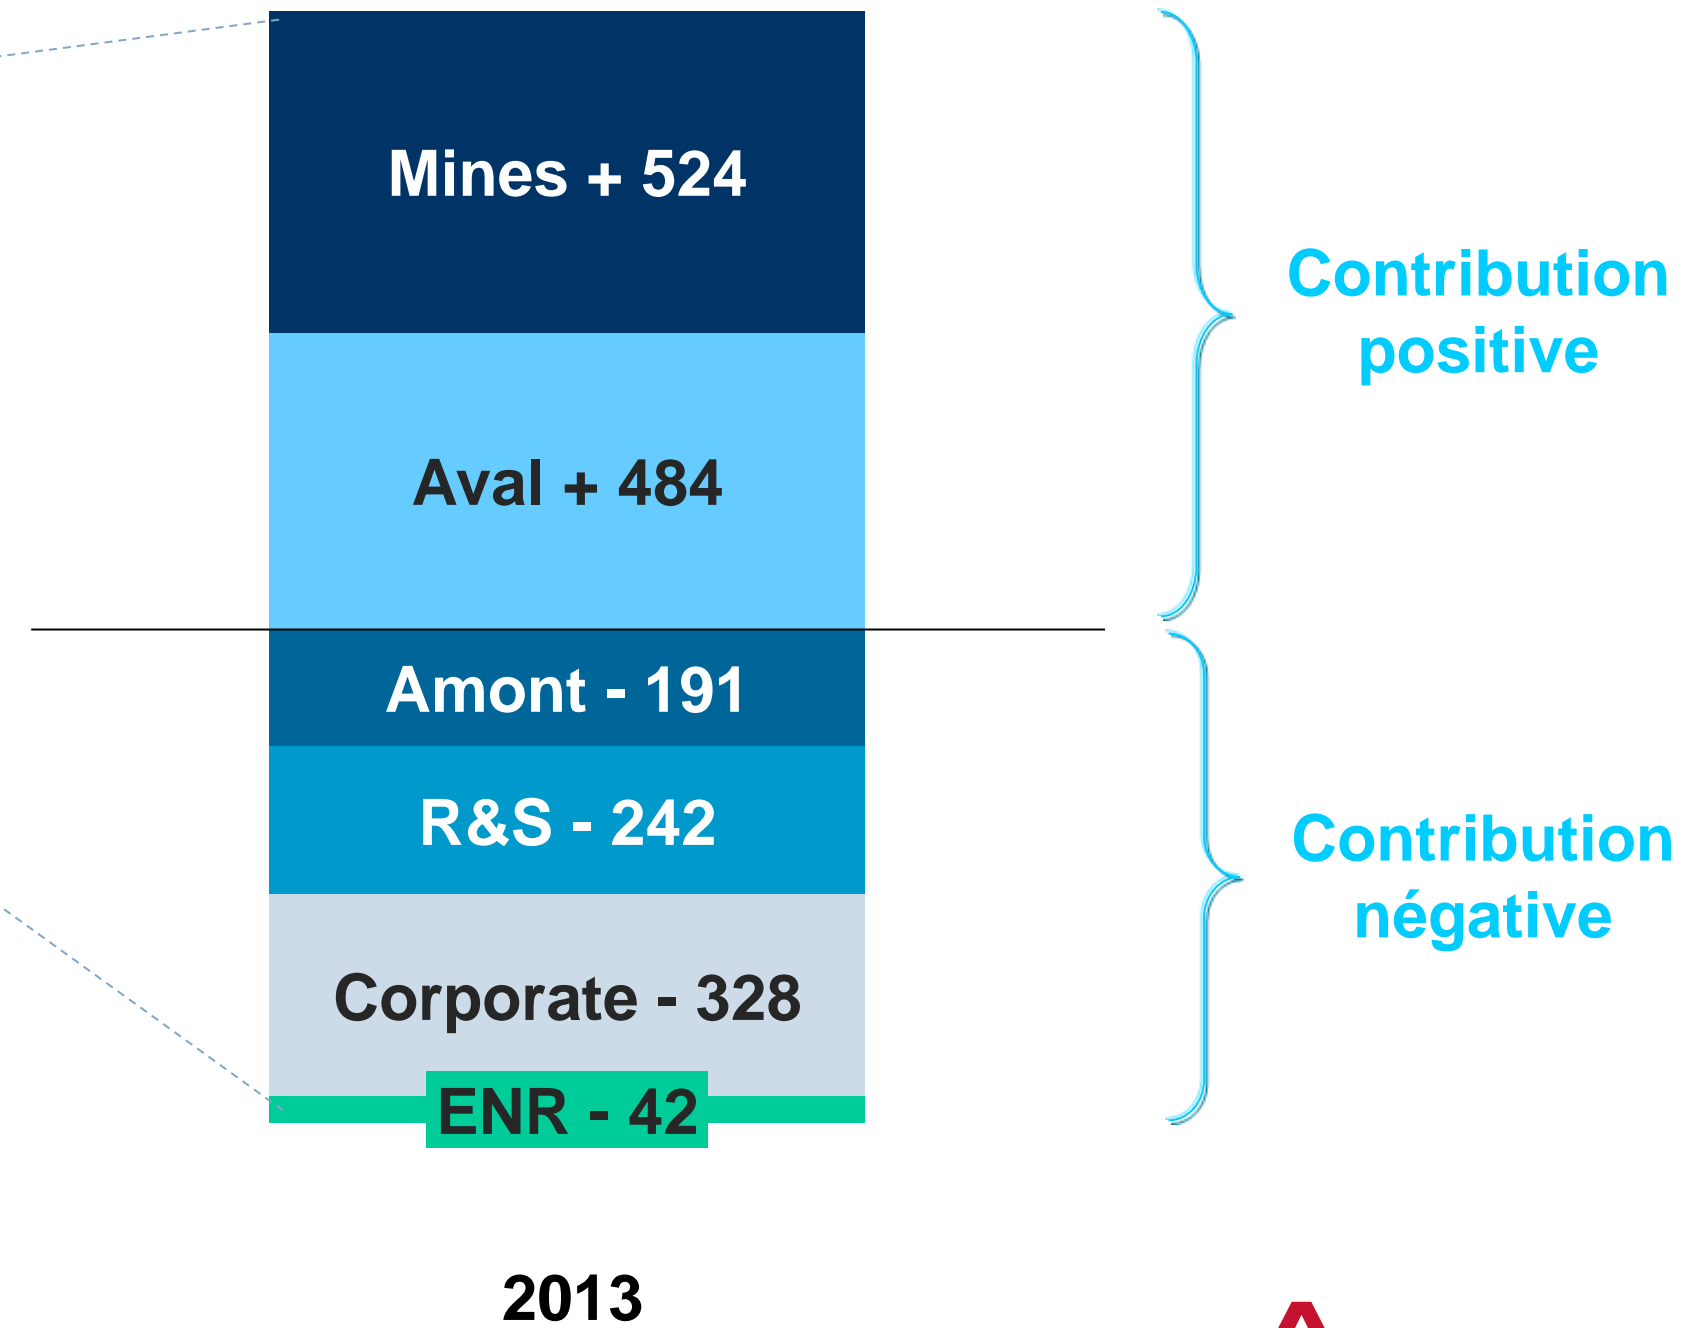 Mines + 524
Contribution
positive
Aval + 484
Amont - 191
R&S - 242
Contribution
négative
Corporate - 328
ENR - 42
2013